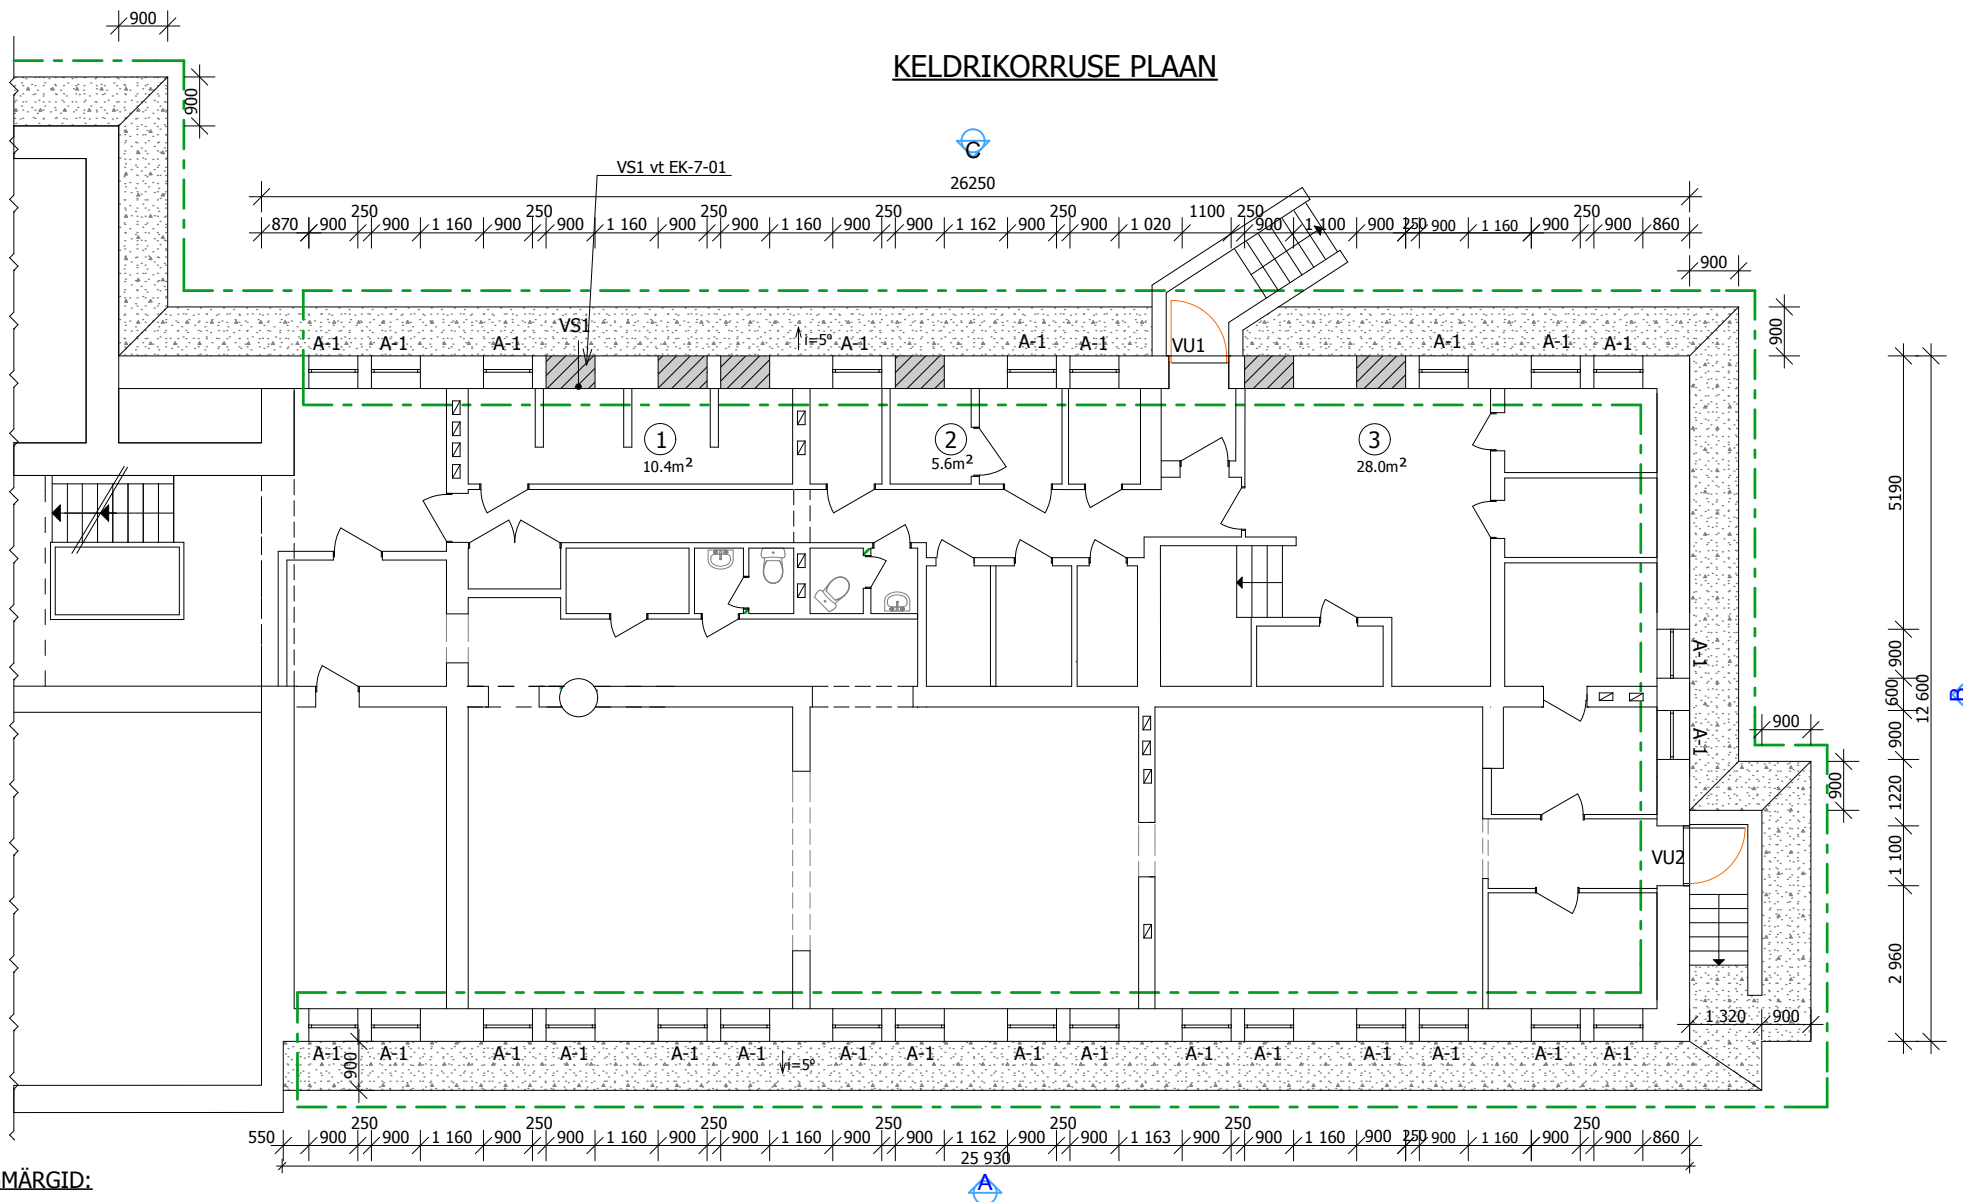 KELDRIKORRUSE PLAAN
900
900
C
VS1 vt EK-7-01
26250
250 250 250 250 250 1100 250 250
870 900 900 1 160 900 900 1 160 900 900 1 160 900 900 1 162 900 900 1 020 900 1 100 900 250 900 1 160 900 900 860
900
900
VS1
i=5°
A-1 A-1 A-1 A-1 A-1 A-1 VU1 A-1 A-1 A-1
1
10.4m²
2
5.6m²
3
28.0m²
5190
A-1
900
600
12 600
B
A-1
900
900
900
1220
1 100
VU2
2 960
1 320 900
A-1 A-1 A-1 A-1 A-1 A-1 A-1 A-1 A-1 A-1 A-1 A-1 A-1 A-1 A-1 A-1
900
i=5°
250 250 250 250 250 250 250
550 900 900 1 160 900 900 1 160 900 900 1 160 900 900 1 162 900 900 1 163 900 900 1 160 900 250 900 1 160 900 900 860
25 930
A
MÄRGID: